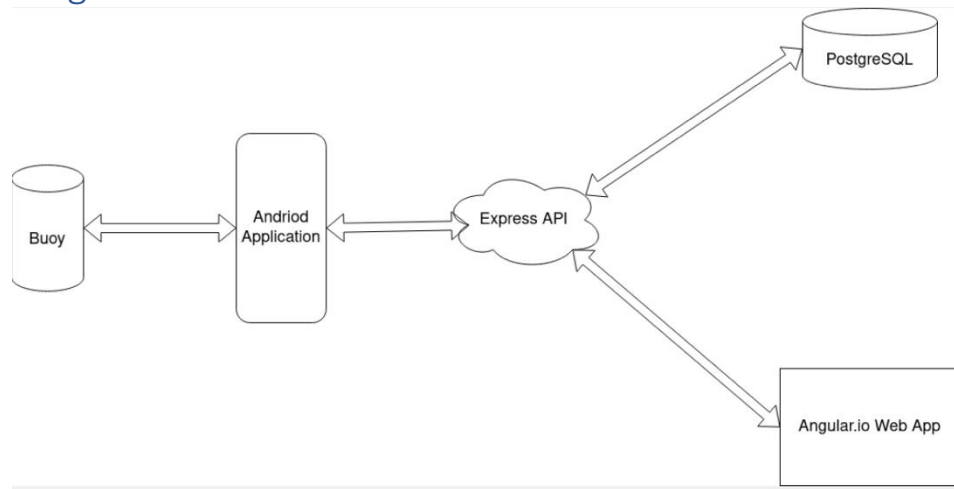 Buoy
Andriod
Application
Express API
PostgreSQL
Angular.io Web App